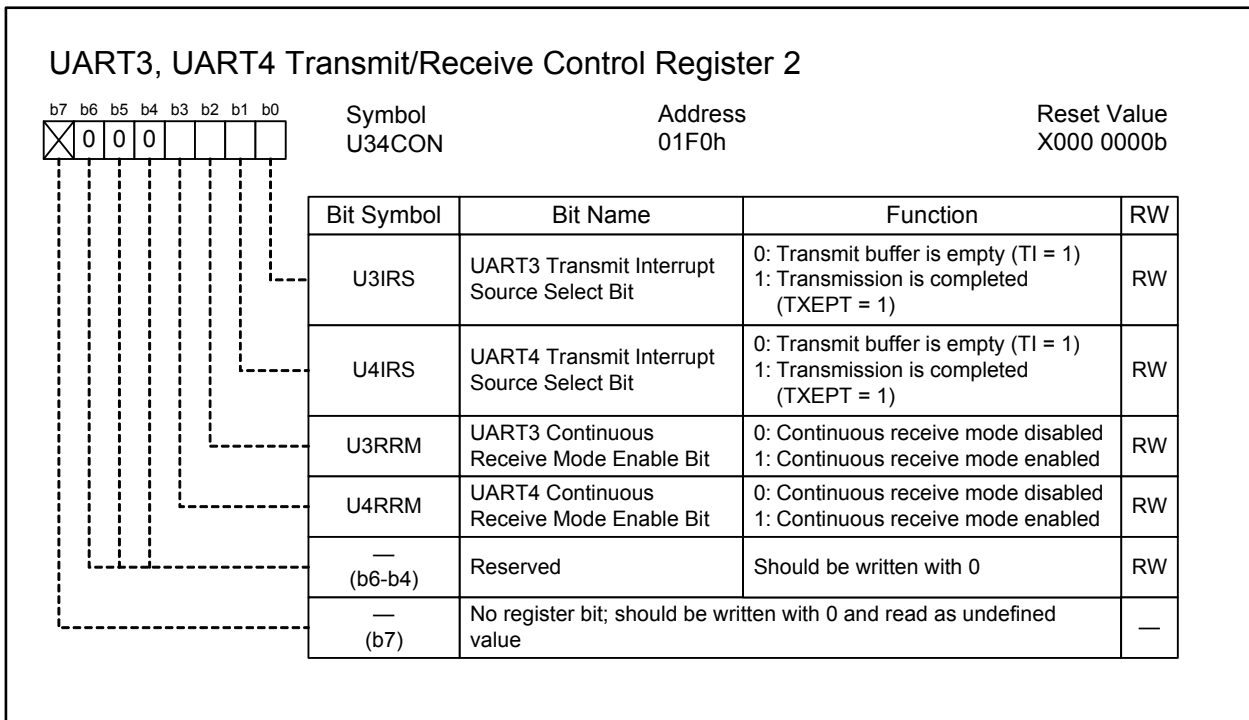 UART3, UART4 Transmit/Receive Control Register 2
b7 b6 b5 b4 b3 b2 b1 b0
0 0 0
Symbol Address Reset Value
U34CON 01F0h X000 0000b
Bit Symbol Bit Name Function RW
U3IRS
UART3 Transmit Interrupt
Source Select Bit
0: Transmit buffer is empty (TI = 1)
1: Transmission is completed
(TXEPT = 1)
RW
U4IRS
UART4 Transmit Interrupt
Source Select Bit
0: Transmit buffer is empty (TI = 1)
1: Transmission is completed
(TXEPT = 1)
RW
U3RRM
UART3 Continuous
Receive Mode Enable Bit
0: Continuous receive mode disabled
1: Continuous receive mode enabled
RW
U4RRM
UART4 Continuous
Receive Mode Enable Bit
0: Continuous receive mode disabled
1: Continuous receive mode enabled
RW
—
(b6-b4)
Reserved
Should be written with 0
RW
—
(b7)
No register bit; should be written with 0 and read as undefined
value
—